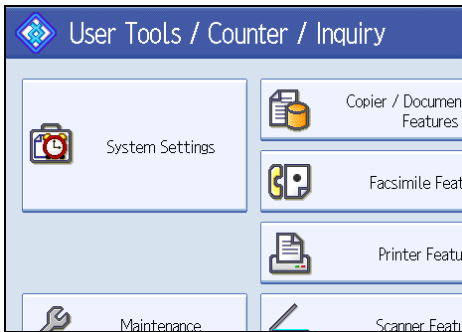 User Tools / Counter / Inquiry
System Settings
Copier / Documen
Features
Facsimile Feat
Printer Featu
Maintenance
Scanner Featu